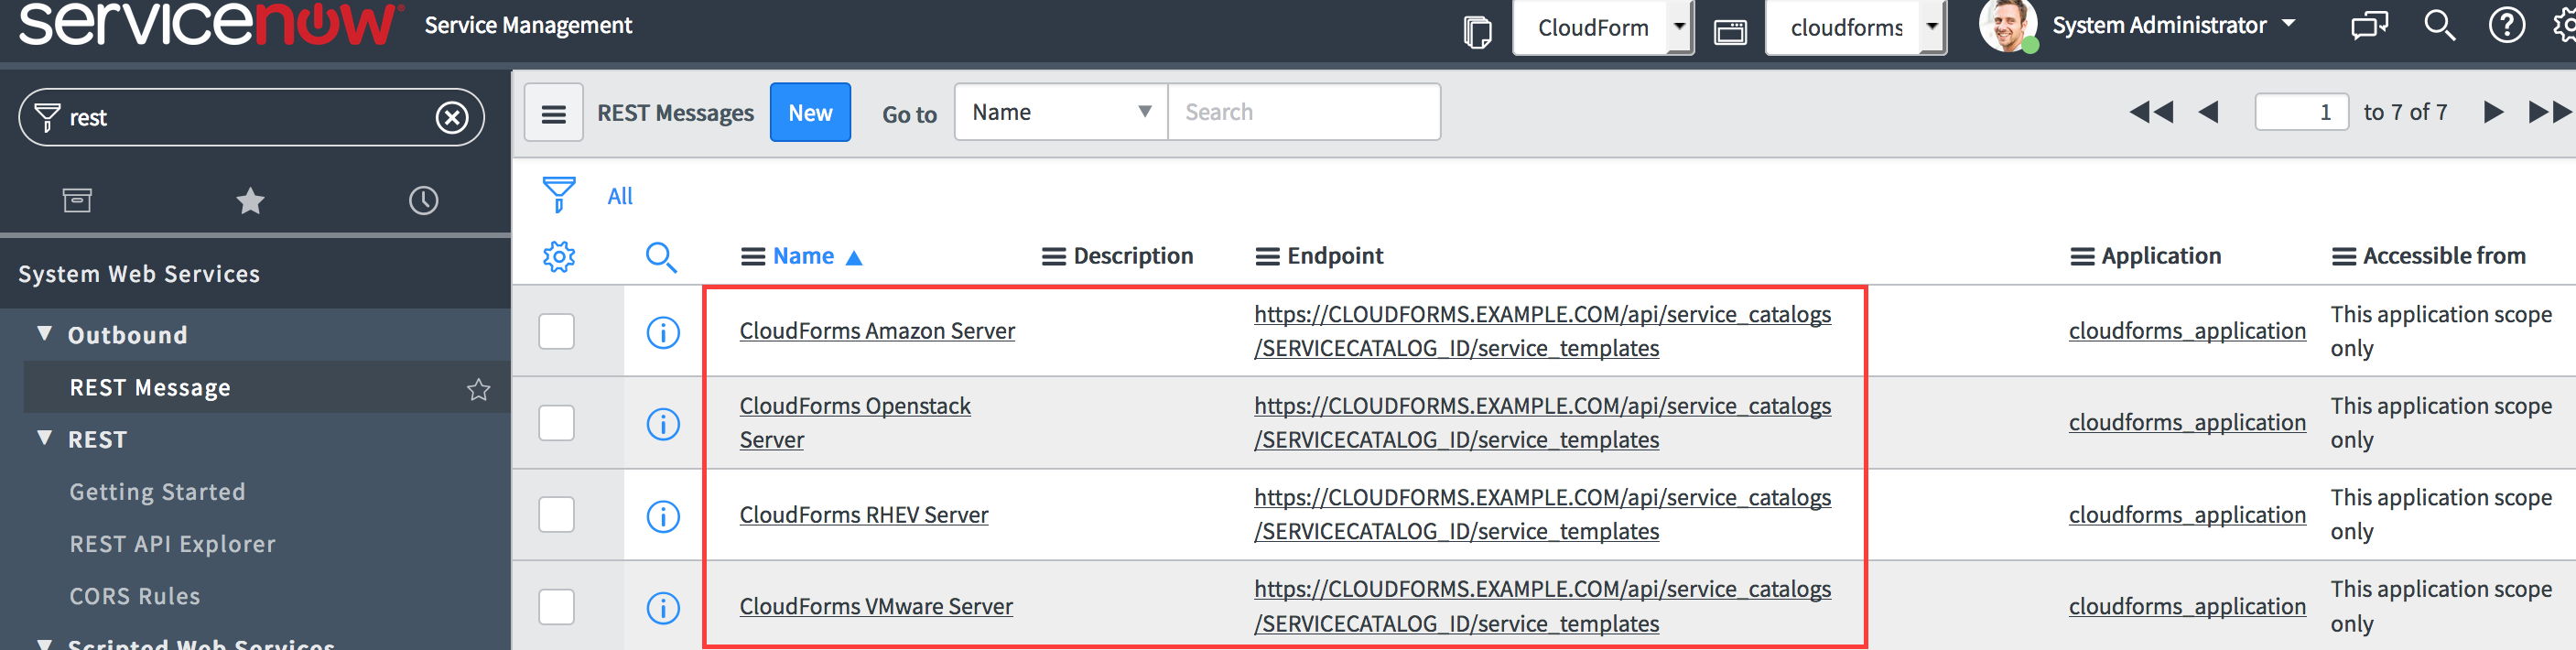 servicenow Service Management CloudForm cloudforms System Administrator
rest
REST Messages New Go to Name Search 1 to 7 of 7
All
Name Description Endpoint Application Accessible from
System Web Services
Outbound
REST Message
REST
Getting Started
REST API Explorer
CORS Rules
Scripted Web Services
CloudForms Amazon Server https://CLOUDFORMS.EXAMPLE.COM/api/service_catalogs cloudforms_application This application scope
/SERVICECATALOG_ID/service_templates only
CloudForms Openstack https://CLOUDFORMS.EXAMPLE.COM/api/service_catalogs cloudforms_application This application scope
Server /SERVICECATALOG_ID/service_templates only
CloudForms RHEV Server https://CLOUDFORMS.EXAMPLE.COM/api/service_catalogs cloudforms_application This application scope
/SERVICECATALOG_ID/service_templates only
CloudForms VMware Server https://CLOUDFORMS.EXAMPLE.COM/api/service_catalogs cloudforms_application This application scope
/SERVICECATALOG_ID/service_templates only